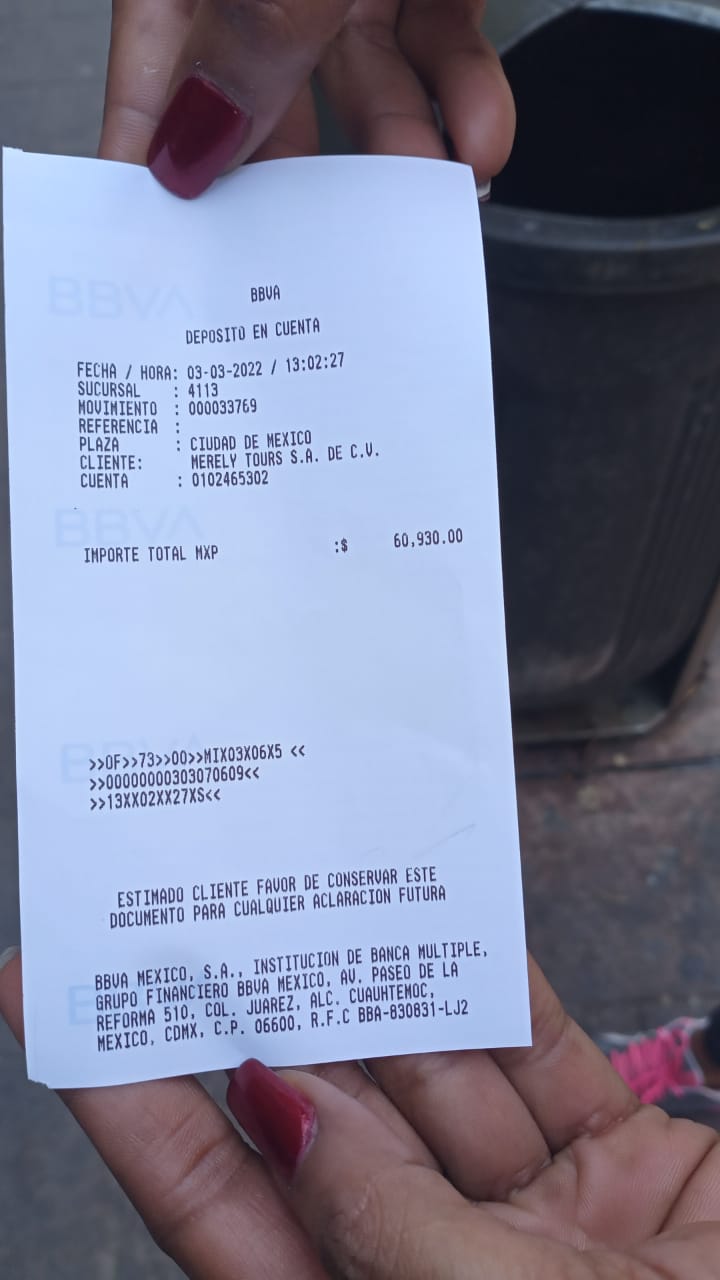 BBVA
DEPOSITO EN CUENTA
FECHA / HORA: 03-03-2022 / 13:02:27
SUCURSAL : 4113
MOVIMIENTO : 000033769
REFERENCIA :
PLAZA : CIUDAD DE MEXICO
CLIENTE: MERELY TOURS S.A. DE C.V.
CUENTA : 0102465302
IMPORTE TOTAL MXP :$ 60,930.00
>>0F>>73>>00>>MIX03X06X5 <<
>>00000000303070609<<
>>13XX02XX27XS<<
ESTIMADO CLIENTE FAVOR DE CONSERVAR ESTE
DOCUMENTO PARA CUALQUIER ACLARACION FUTURA
BBVA MEXICO, S.A., INSTITUCION DE BANCA MULTIPLE,
GRUPO FINANCIERO BBVA MEXICO, AV. PASEO DE LA
REFORMA 510, COL. JUAREZ, ALC. CUAUHTEMOC,
MEXICO, CDMX, C.P. 06600, R.F.C BBA-830831-LJ2